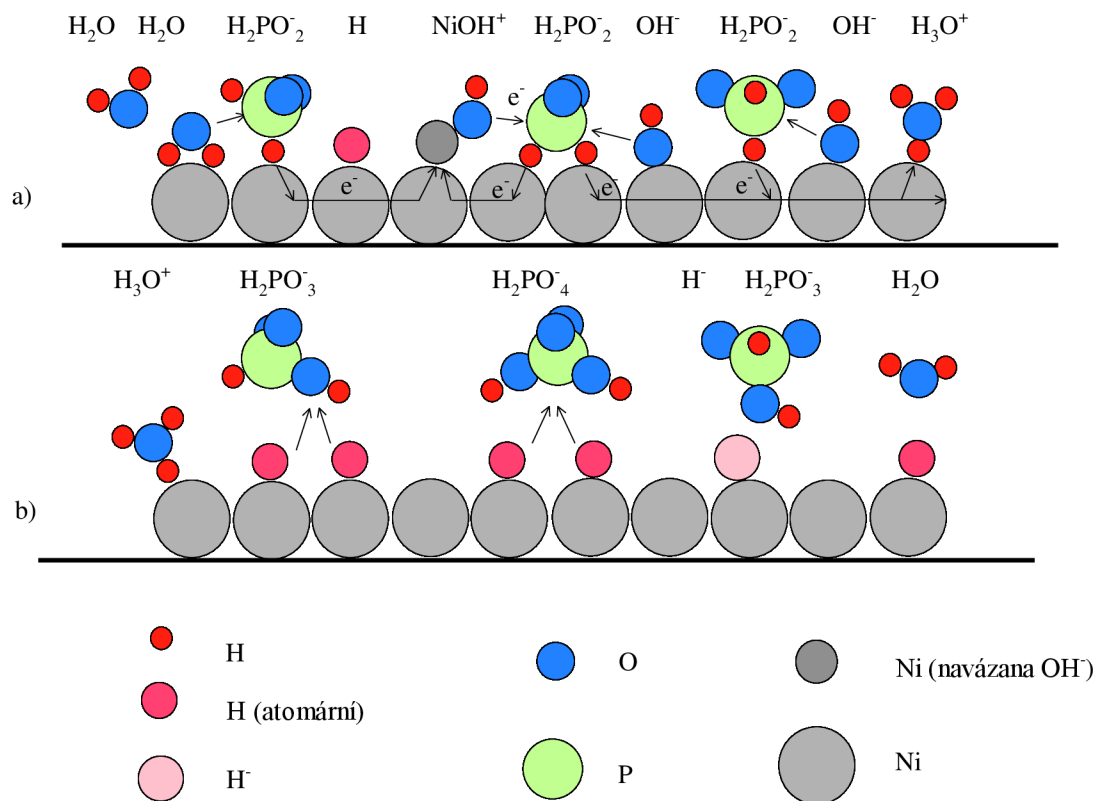 H₂O H₂O H₂PO⁻₂ H NiOH⁺ H₂PO⁻₂ OH⁻ H₂PO⁻₂ OH⁻ H₃O⁺
e⁻
a) e⁻ e⁻ e⁻ e⁻
H₃O⁺ H₂PO⁻₃ H₂PO⁻₄ H⁻ H₂PO⁻₃ H₂O
b)
H O Ni (navázana OH⁻)
H (atomární)
H⁻ P Ni